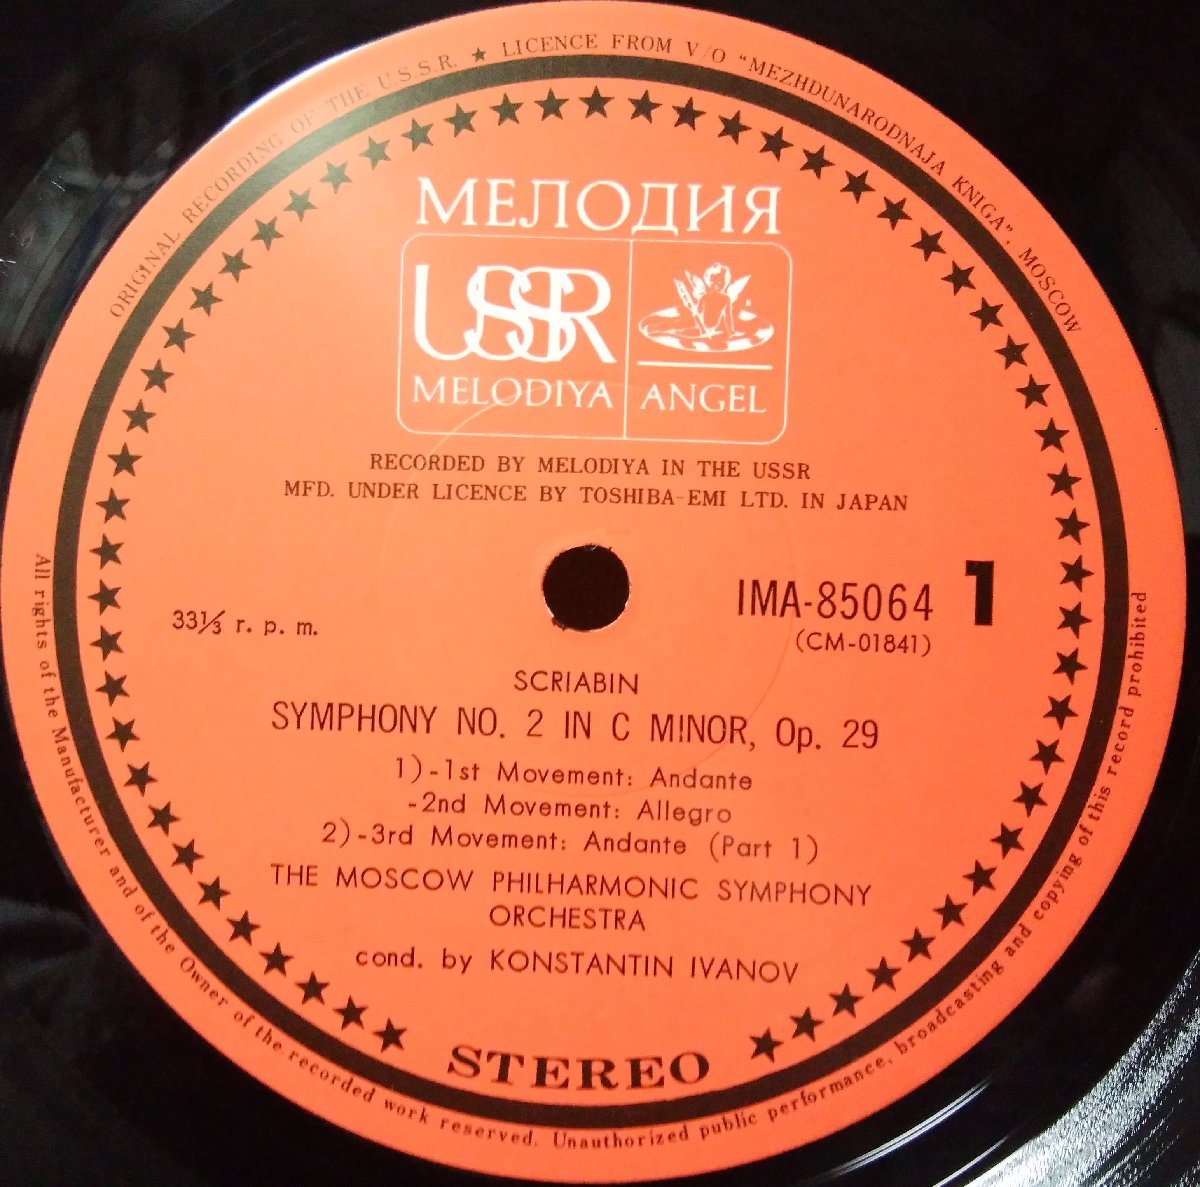 ORIGINAL RECORDING OF THE U.S.S.R. ★ LICENCE FROM V/O "MEZHDUNARODNAJA KNIGA", MOSCOW
МЕЛОДИЯ
USSR
MELODIYA ANGEL
RECORDED BY MELODIYA IN THE USSR
MFD. UNDER LICENCE BY TOSHIBA-EMI LTD. IN JAPAN
33⅓ r. p. m.
IMA-85064 1
(CM-01841)
SCRIABIN
SYMPHONY NO. 2 IN C MINOR, Op. 29
1)-1st Movement: Andante
-2nd Movement: Allegro
2)-3rd Movement: Andante (Part 1)
THE MOSCOW PHILHARMONIC SYMPHONY
ORCHESTRA
cond. by KONSTANTIN IVANOV
STEREO
All rights of the Manufacturer and of the Owner of the recorded work reserved. Unauthorized public performance, broadcasting and copying of this record prohibited